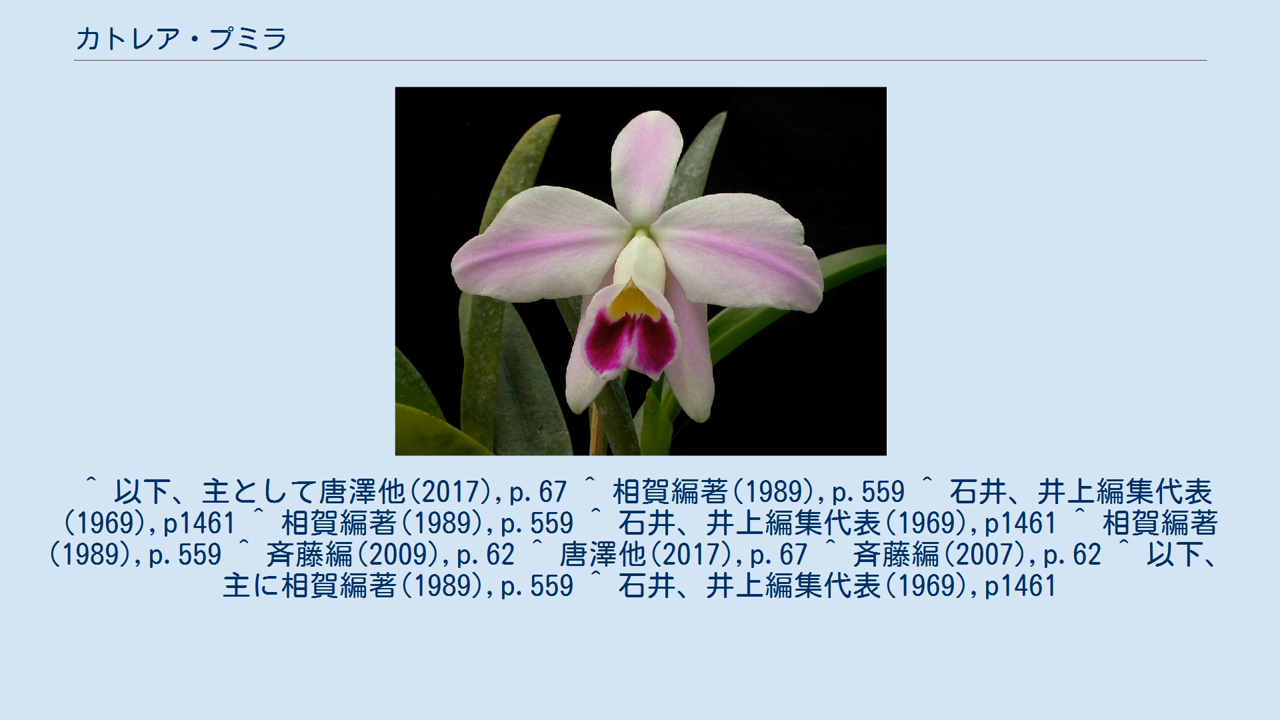 カトレア・プミラ
^ 以下、主として唐澤他(2017),p.67 ^ 相賀編著(1989),p.559 ^ 石井、井上編集代表
(1969),p1461 ^ 相賀編著(1989),p.559 ^ 石井、井上編集代表(1969),p1461 ^ 相賀編著
(1989),p.559 ^ 斉藤編(2009),p.62 ^ 唐澤他(2017),p.67 ^ 斉藤編(2007),p.62 ^ 以下、
主に相賀編著(1989),p.559 ^ 石井、井上編集代表(1969),p1461